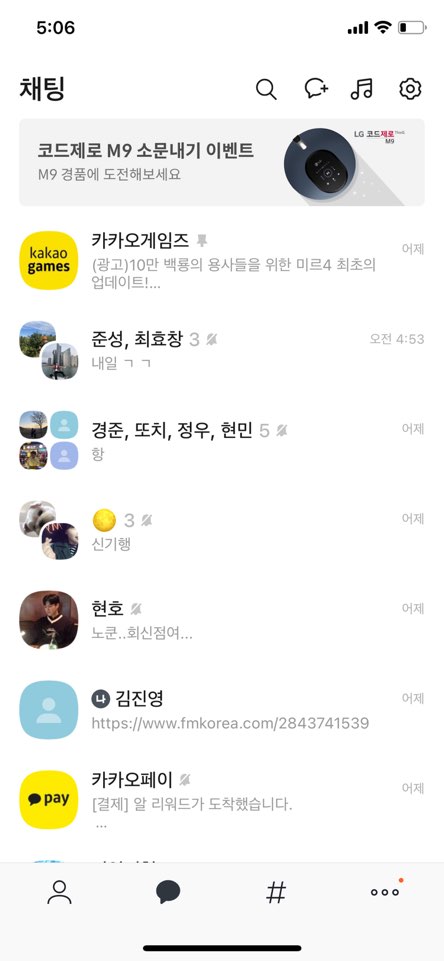 5:06
채팅
코드제로 M9 소문내기 이벤트
M9 경품에 도전해보세요
LG 코드제로 ThinQ
M9
kakao
games
카카오게임즈
어제
(광고)10만 백룡의 용사들을 위한 미르4 최초의
업데이트!...
준성, 최효창 3
오전 4:53
내일 ㄱ ㄱ
경준, 또치, 정우, 현민 5
어제
항
3
어제
신기행
현호
어제
노쿤..회신점여...
나 김진영
어제
https://www.fmkorea.com/2843741539
pay
카카오페이
어제
[결제] 알 리워드가 도착했습니다.
...
#